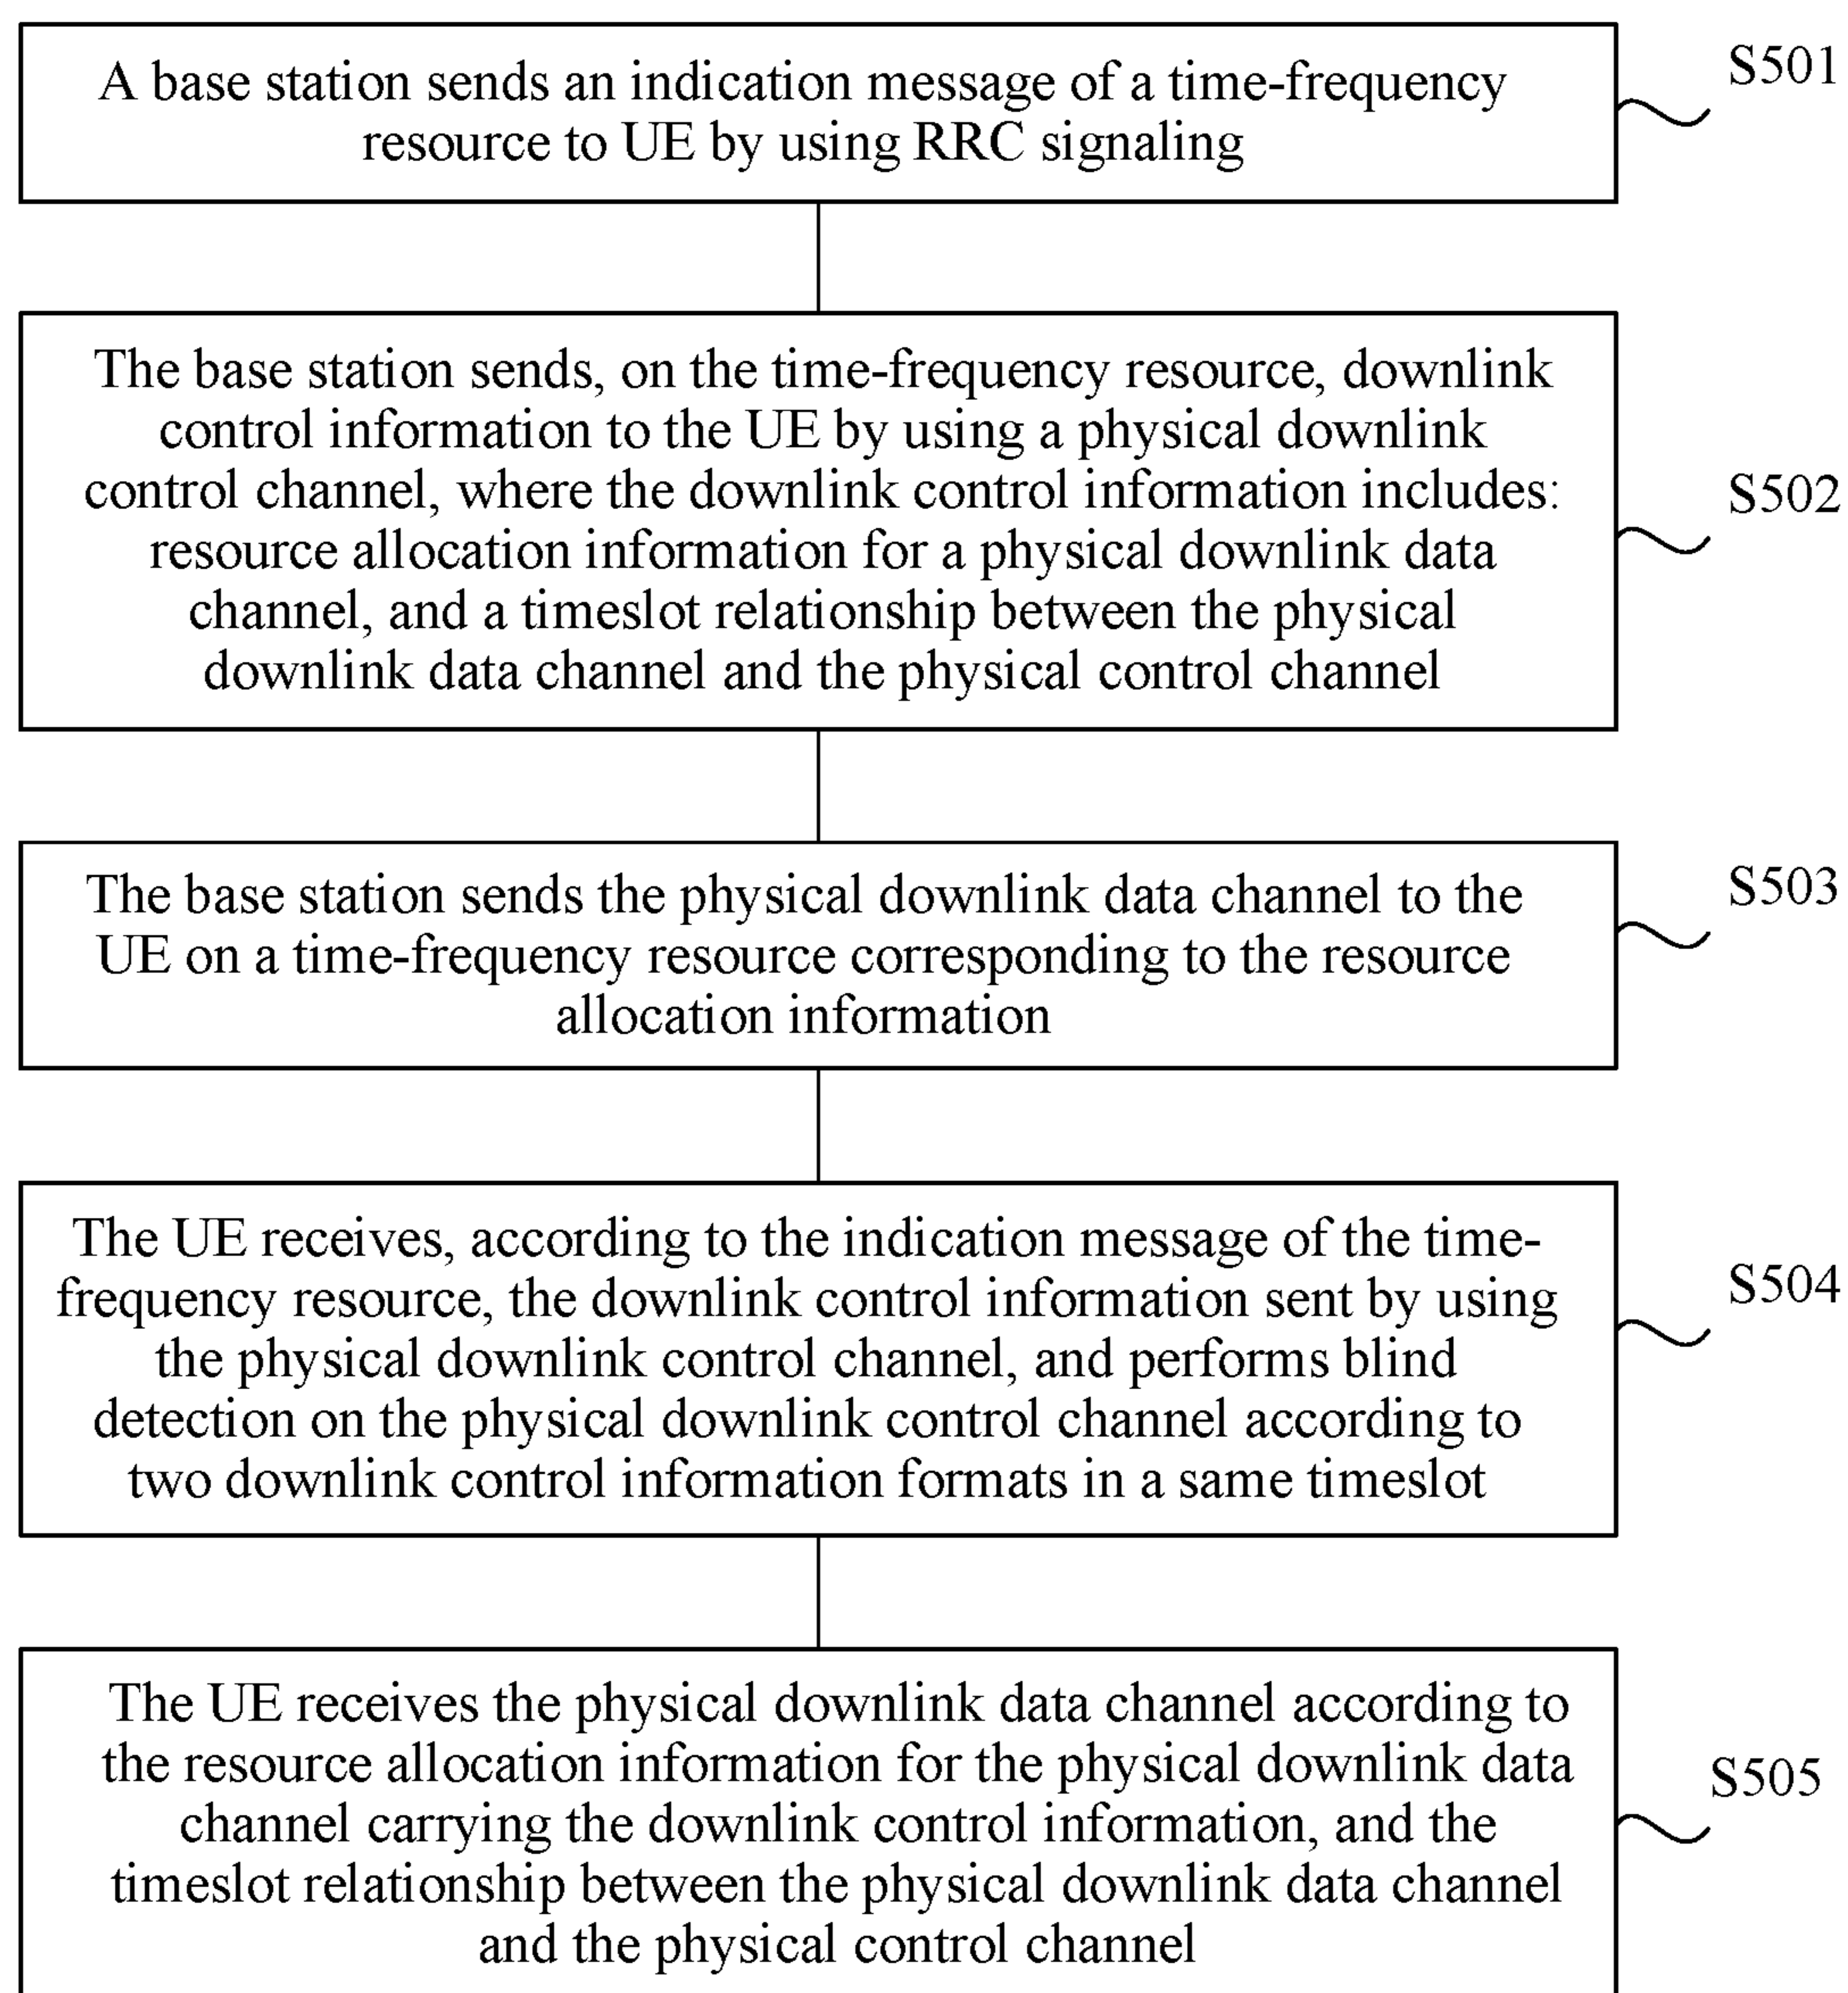 A base station sends an indication message of a time-frequency
resource to UE by using RRC signaling
S501
The base station sends, on the time-frequency resource, downlink
control information to the UE by using a physical downlink
control channel, where the downlink control information includes:
resource allocation information for a physical downlink data
channel, and a timeslot relationship between the physical
downlink data channel and the physical control channel
S502
The base station sends the physical downlink data channel to the
UE on a time-frequency resource corresponding to the resource
allocation information
S503
The UE receives, according to the indication message of the time-
frequency resource, the downlink control information sent by using
the physical downlink control channel, and performs blind
detection on the physical downlink control channel according to
two downlink control information formats in a same timeslot
S504
The UE receives the physical downlink data channel according to
the resource allocation information for the physical downlink data
channel carrying the downlink control information, and the
timeslot relationship between the physical downlink data channel
and the physical control channel
S505